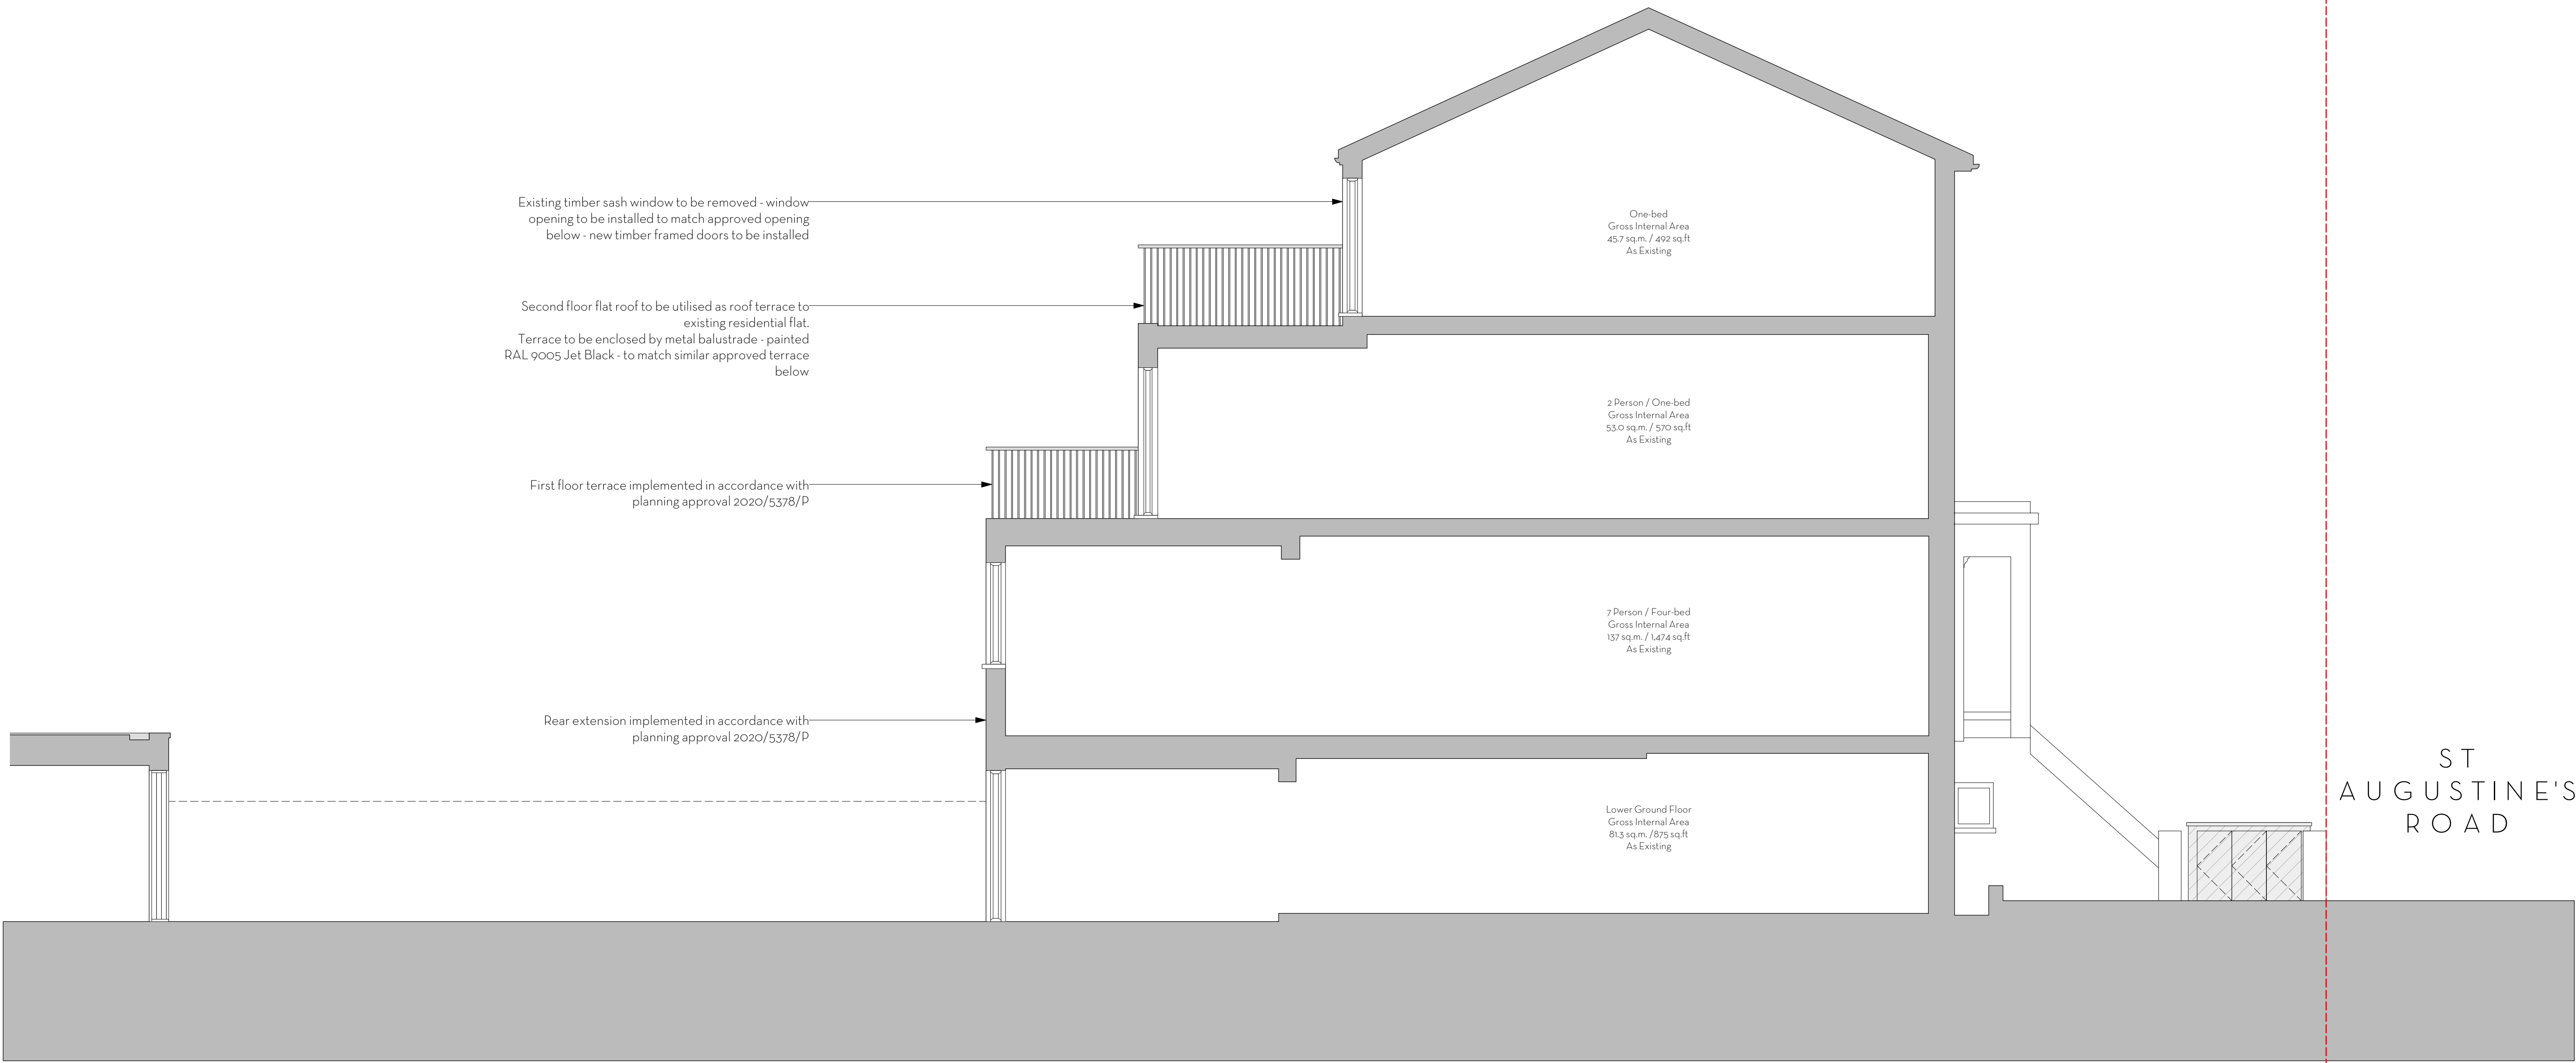 Existing timber sash window to be removed - window
opening to be installed to match approved opening
below - new timber framed doors to be installed
Second floor flat roof to be utilised as roof terrace to
existing residential flat.
Terrace to be enclosed by metal balustrade - painted
RAL 9005 Jet Black - to match similar approved terrace
below
First floor terrace implemented in accordance with
planning approval 2020/5378/P
Rear extension implemented in accordance with
planning approval 2020/5378/P
One-bed
Gross Internal Area
45.7 sq.m. / 492 sq.ft
As Existing
2 Person / One-bed
Gross Internal Area
53.0 sq.m. / 570 sq.ft
As Existing
7 Person / Four-bed
Gross Internal Area
137 sq.m. / 1,474 sq.ft
As Existing
Lower Ground Floor
Gross Internal Area
81.3 sq.m. /875 sq.ft
As Existing
ST
AUGUSTINE'S
ROAD